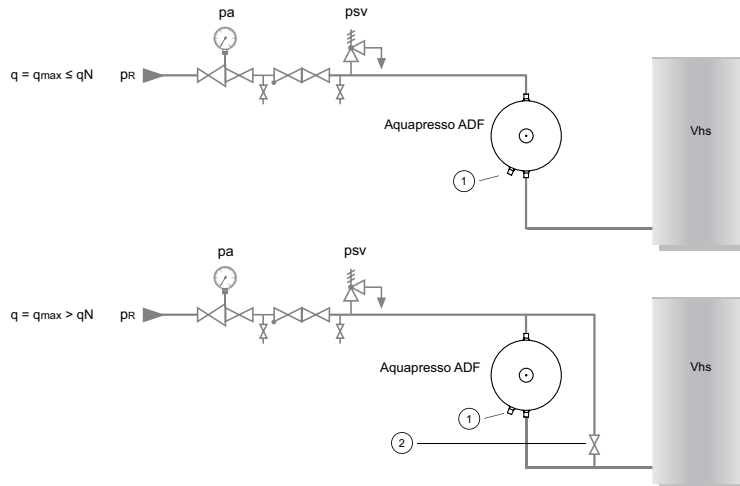 pa
psv
q = qmax ≤ qN
pR
Aquapresso ADF
Vhs
1
pa
psv
q = qmax > qN
pR
Aquapresso ADF
Vhs
1
2